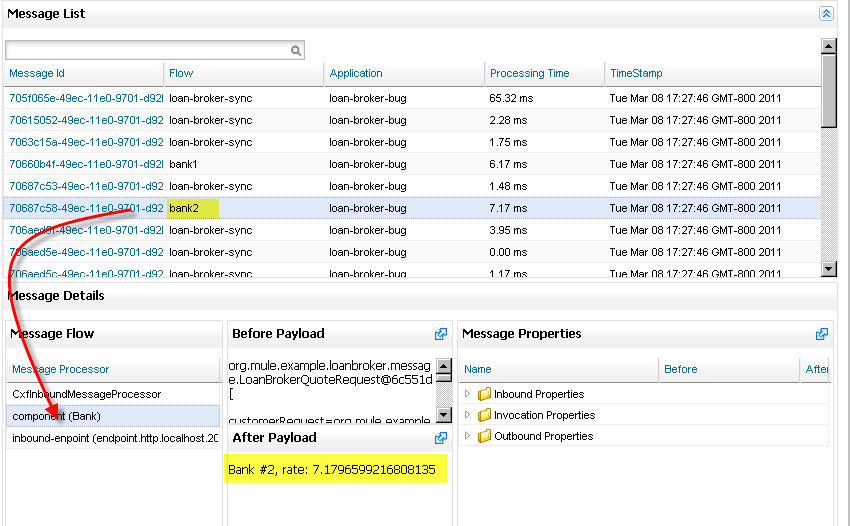 Message List
Message Id Flow Application Processing Time TimeStamp
705f065e-49ec-11e0-9701-d92l loan-broker-sync loan-broker-bug 65.32 ms Tue Mar 08 17:27:46 GMT-800 2011
70615052-49ec-11e0-9701-d92l loan-broker-sync loan-broker-bug 2.28 ms Tue Mar 08 17:27:46 GMT-800 2011
7063c15a-49ec-11e0-9701-d92l loan-broker-sync loan-broker-bug 1.75 ms Tue Mar 08 17:27:46 GMT-800 2011
70660b4f-49ec-11e0-9701-d92l bank1 loan-broker-bug 6.17 ms Tue Mar 08 17:27:46 GMT-800 2011
70687c53-49ec-11e0-9701-d92 loan-broker-sync loan-broker-bug 1.48 ms Tue Mar 08 17:27:46 GMT-800 2011
70687c58-49ec-11e0-9701-d92 bank2 loan-broker-bug 7.17 ms Tue Mar 08 17:27:46 GMT-800 2011
-49ec-11e0-9701-d92 loan-broker-sync loan-broker-bug 3.95 ms Tue Mar 08 17:27:46 GMT-800 2011
706aed5e-49ec-11e0-9701-d92 loan-broker-sync loan-broker-bug 0.00 ms Tue Mar 08 17:27:46 GMT-800 2011
706aed5c-49ec-11e0-9701-d92 loan-broker-sync loan-broker-bug 1.17 ms Tue Mar 08 17:27:46 GMT-800 2011
Message Details
Message Flow Before Payload Message Properties
Message Processor
CxfInboundMessageProcessor
component (Bank)
inbound-enpoint (endpoint.http.localhost.20
org.mule.example.loanbroker.messag
e.LoanBrokerQuoteRequest@6c551d
[
customerRequest=org.mule.example
After Payload
Bank #2, rate: 7.1796599216808135
Name Before After
Inbound Properties
Invocation Properties
Outbound Properties